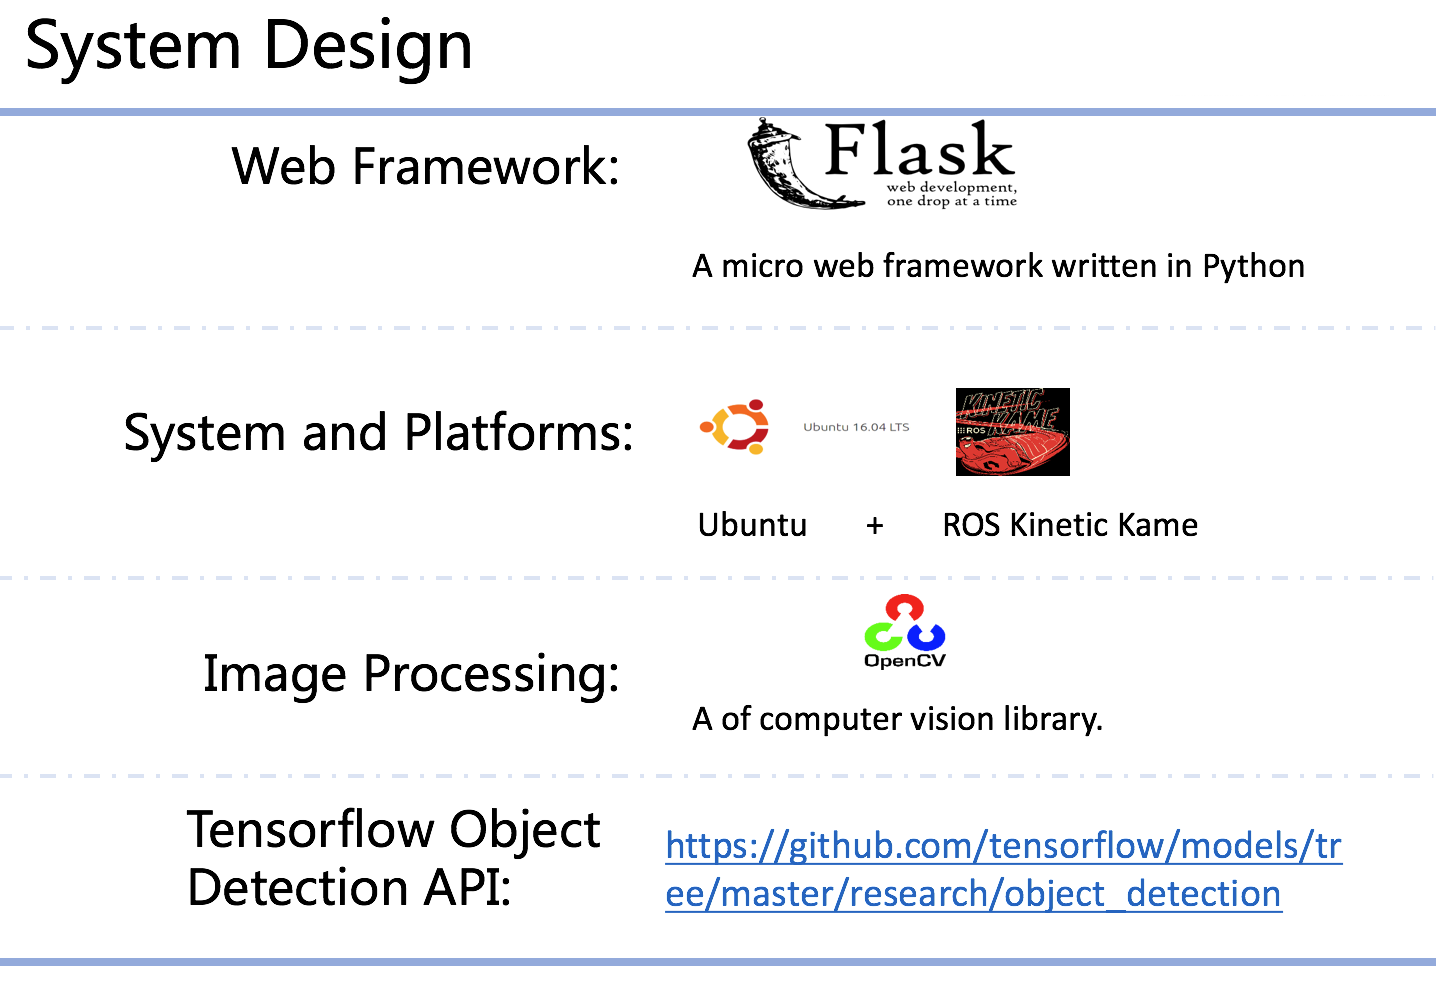 System Design
Web Framework:
Flask
web development,
one drop at a time
A micro web framework written in Python
System and Platforms:
Ubuntu 16.04 LTS
KINETIC
KAME
ROS
Ubuntu + ROS Kinetic Kame
Image Processing:
OpenCV
A of computer vision library.
Tensorflow Object
Detection API:
https://github.com/tensorflow/models/tr
ee/master/research/object_detection